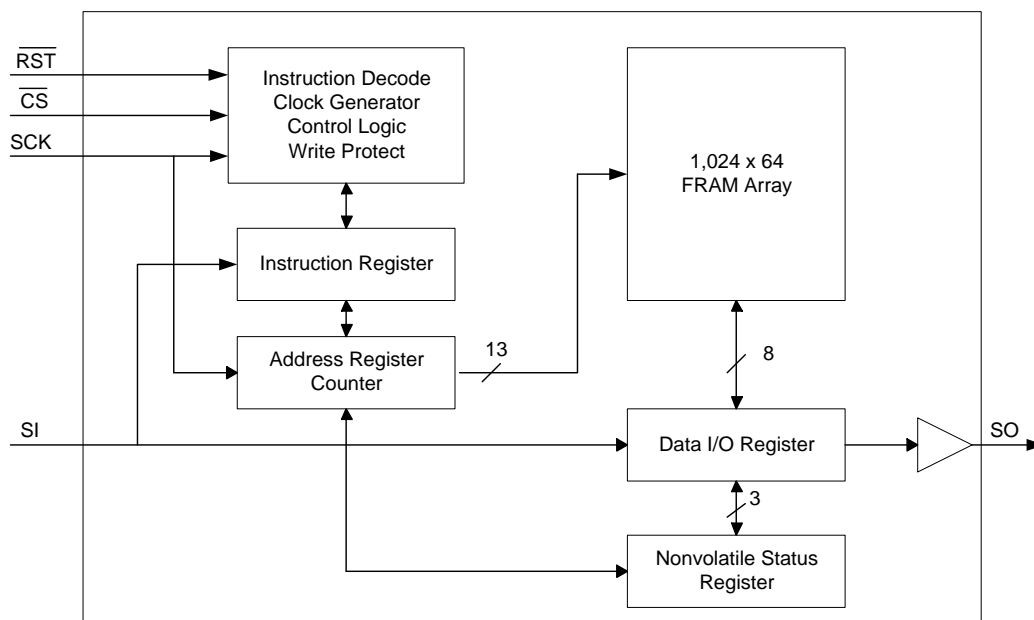 RST
CS
SCK
Instruction Decode
Clock Generator
Control Logic
Write Protect
1,024 x 64
FRAM Array
Instruction Register
Address Register
Counter
13
8
SI
Data I/O Register
SO
3
Nonvolatile Status
Register